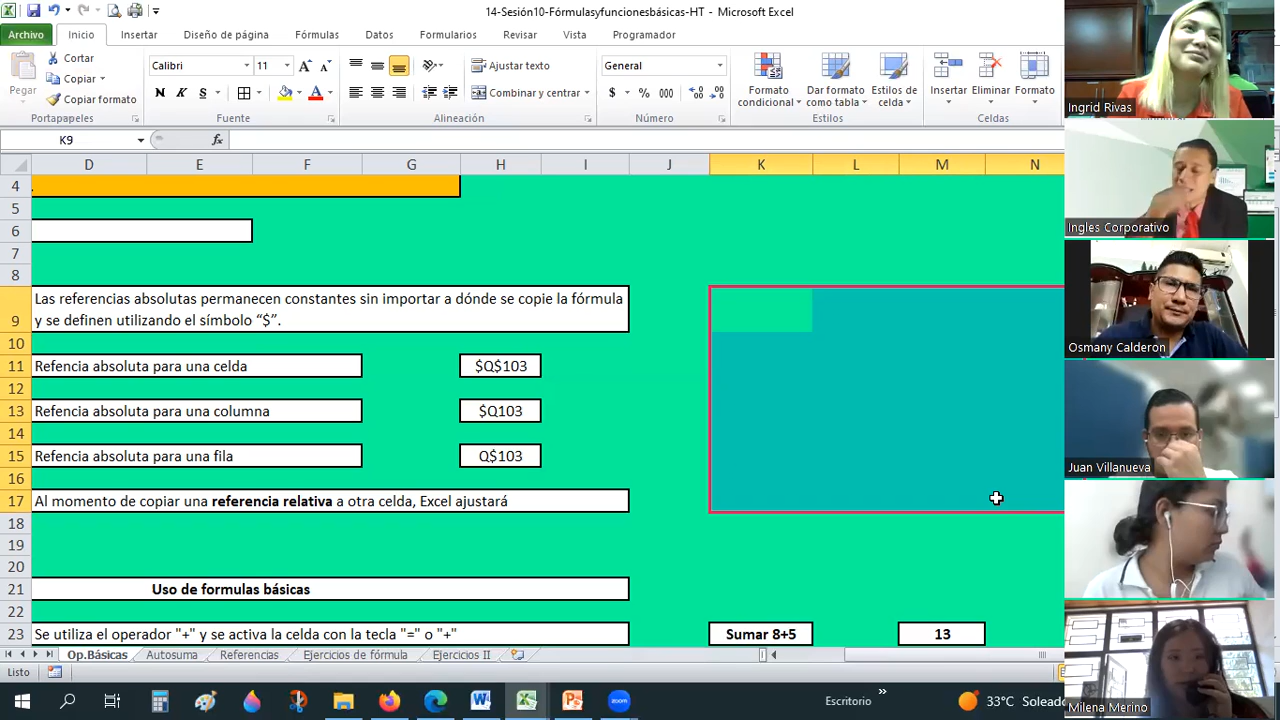 14-Sesión10-Fórmulasyfuncionesbásicas-HT - Microsoft Excel
Archivo Inicio Insertar Diseño de página Fórmulas Datos Formularios Revisar Vista Programador
Pegar
Cortar
Copiar
Copiar formato
Portapapeles
Calibri 11
N K S
Fuente
Ajustar texto
Combinar y centrar
Alineación
General
$ % 000
Número
Formato condicional
Dar formato como tabla
Estilos de celda
Estilos
Insertar
Eliminar
Formato
Celdas
K9 fx
D E F G H I J K L M N
4
5
6
7
8
9 Las referencias absolutas permanecen constantes sin importar a dónde se copie la fórmula
y se definen utilizando el símbolo “$”.
10
11 Refencia absoluta para una celda $Q$103
12
13 Refencia absoluta para una columna $Q103
14
15 Refencia absoluta para una fila Q$103
16
17 Al momento de copiar una referencia relativa a otra celda, Excel ajustará
18
19
20
21 Uso de formulas básicas
22
23 Se utiliza el operador "+" y se activa la celda con la tecla "=" o "+" Sumar 8+5 13
Op.Básicas Autosuma Referencias Ejercicios de fórmula Ejercicios II
Listo
Escritorio » 33°C Soleado
Ingrid Rivas
Ingles Corporativo
Osmany Calderon
Juan Villanueva
Milena Merino